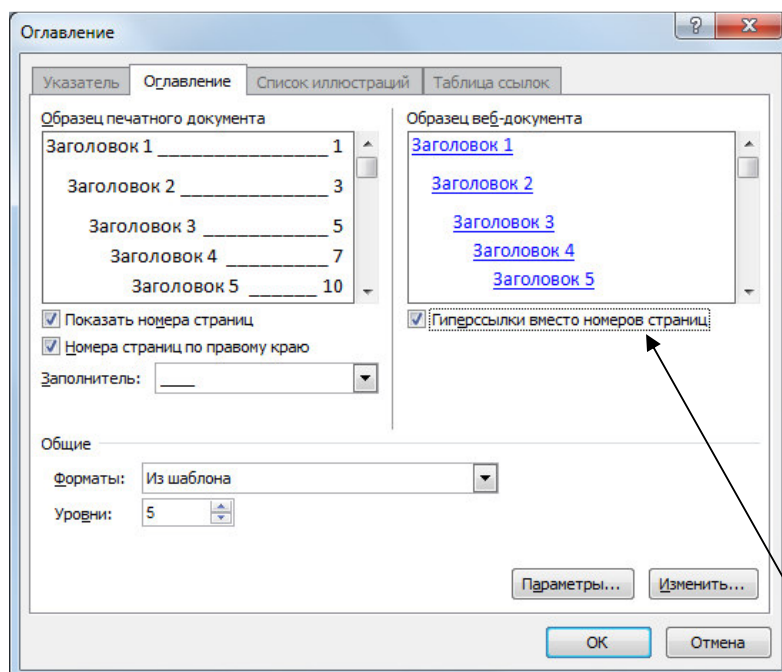 Оглавление
Указатель Оглавление Список иллюстраций Таблица ссылок
Образец печатного документа
Заголовок 1 _______________ 1
Заголовок 2 ____________ 3
Заголовок 3 __________ 5
Заголовок 4 ________ 7
Заголовок 5 ______ 10
Показать номера страниц
Номера страниц по правому краю
Заполнитель: ____
Образец веб-документа
Заголовок 1
Заголовок 2
Заголовок 3
Заголовок 4
Заголовок 5
Гиперссылки вместо номеров страниц
Общие
Форматы: Из шаблона
Уровни: 5
Параметры... Изменить...
ОК Отмена